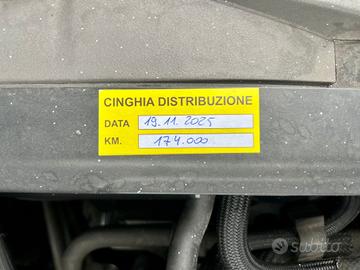 CINGHIA DISTRIBUZIONE
DATA 19.11.2025
KM. 174.000
subito